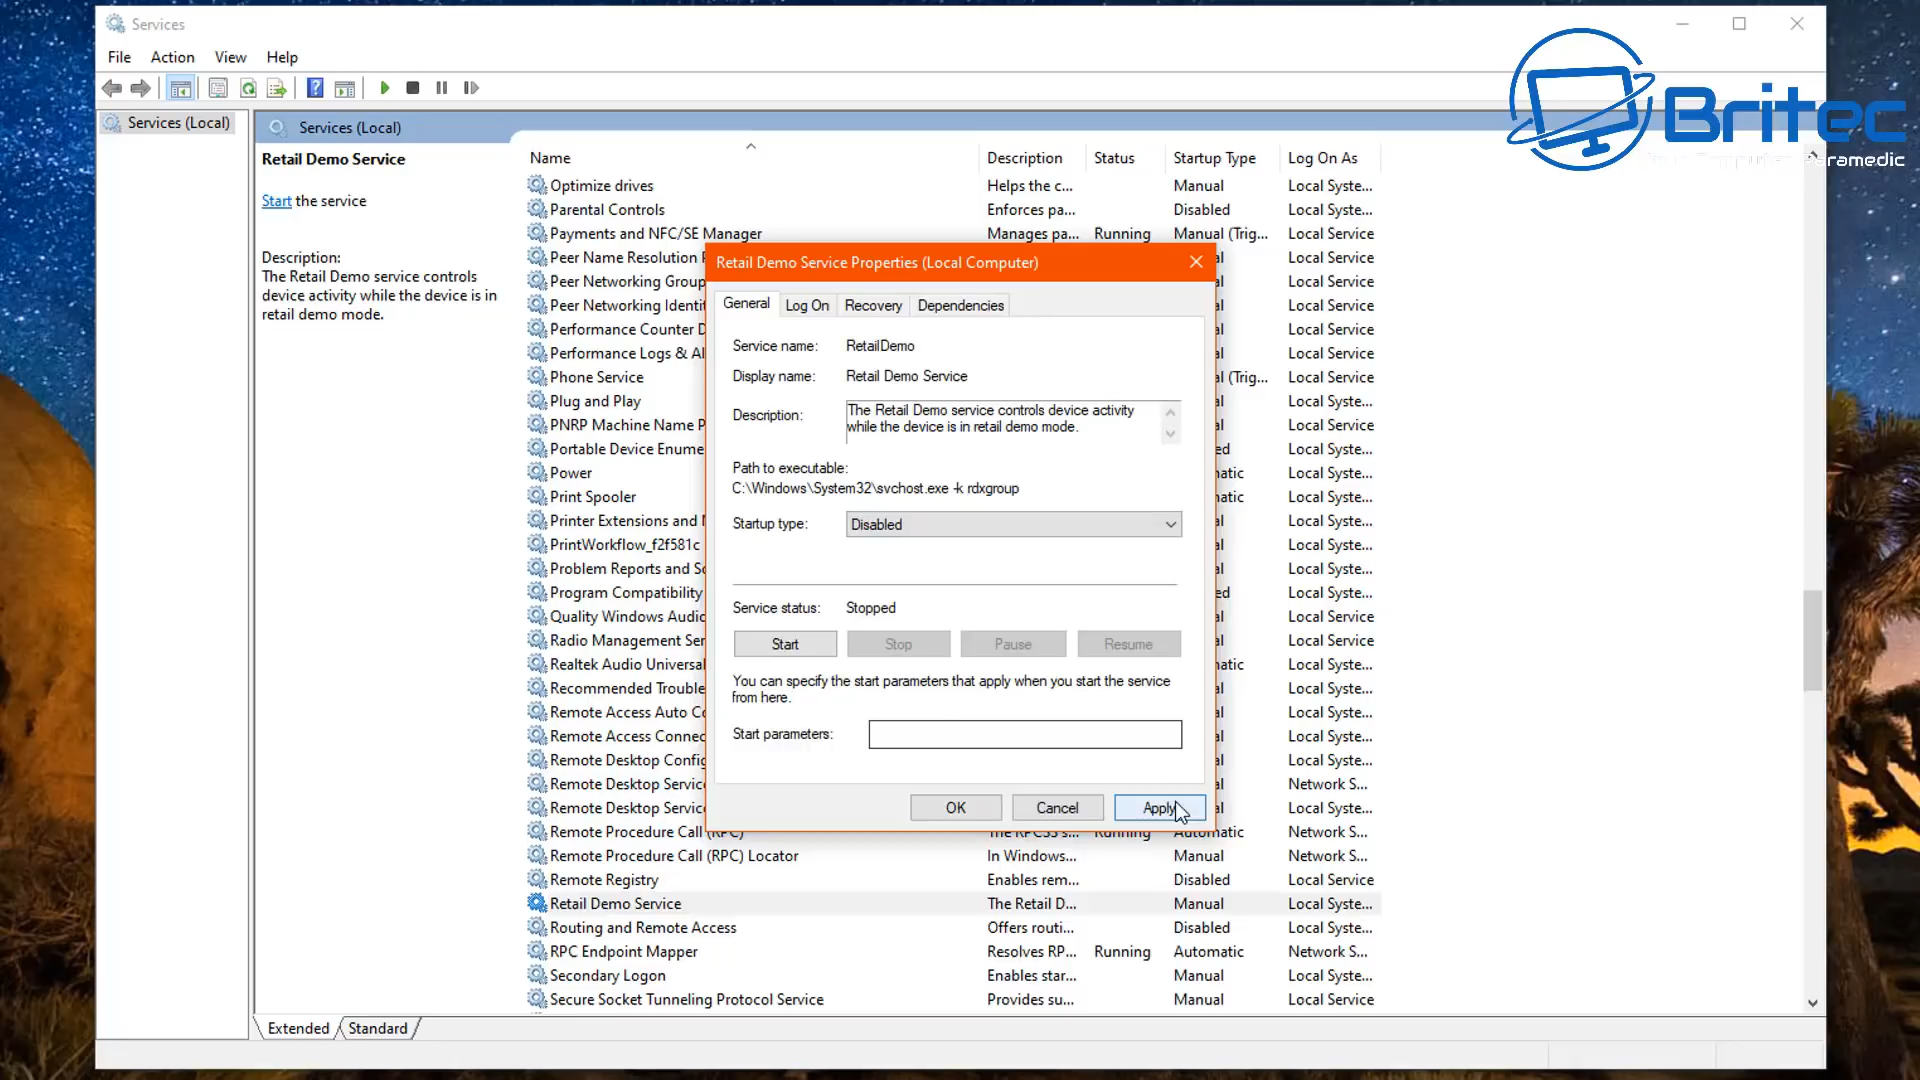 Services
File Action View Help
Britec
Services (Local)
Services (Local)
Retail Demo Service
Start the service
Description:
The Retail Demo service controls
device activity while the device is in
retail demo mode.
Name Description Status Startup Type Log On As
Optimize drives Helps the c... Manual Local Syste...
Parental Controls Enforces pa... Disabled Local Syste...
Payments and NFC/SE Manager Manages pa... Running Manual (Trig... Local Service
Peer Name Resolution Local Service
Peer Networking Group Local Service
Peer Networking Identi Local Service
Performance Counter D Local Service
Performance Logs & Al Local Service
Phone Service (Trig... Local Service
Plug and Play Local Syste...
PNRP Machine Name P Local Service
Portable Device Enume Local Syste...
Power Local Syste...
Print Spooler Local Syste...
Printer Extensions and Local Syste...
PrintWorkflow_f2f581c Local Syste...
Problem Reports and Local Syste...
Program Compatibility Local Syste...
Quality Windows Audio Local Service
Radio Management Ser Local Service
Realtek Audio Universal Local Syste...
Recommended Trouble Local Syste...
Remote Access Auto Co Local Syste...
Remote Access Connec Local Syste...
Remote Desktop Config Local Syste...
Remote Desktop Service Network S...
Remote Desktop Service Local Syste...
Remote Procedure Call (RPC) The RPCSS s... Running Automatic Network S...
Remote Procedure Call (RPC) Locator In Windows... Manual Network S...
Remote Registry Enables rem... Disabled Local Service
Retail Demo Service The Retail D... Manual Local Syste...
Routing and Remote Access Offers routi... Disabled Local Syste...
RPC Endpoint Mapper Resolves RP... Running Automatic Network S...
Secondary Logon Enables star... Manual Local Syste...
Secure Socket Tunneling Protocol Service Provides su... Manual Local Service
Extended Standard
Retail Demo Service Properties (Local Computer)
General Log On Recovery Dependencies
Service name: RetailDemo
Display name: Retail Demo Service
Description: The Retail Demo service controls device activity
while the device is in retail demo mode.
Path to executable:
C:\Windows\System32\svchost.exe -k rdxgroup
Startup type: Disabled
Service status: Stopped
Start Stop Pause Resume
You can specify the start parameters that apply when you start the service
from here.
Start parameters:
OK Cancel Apply